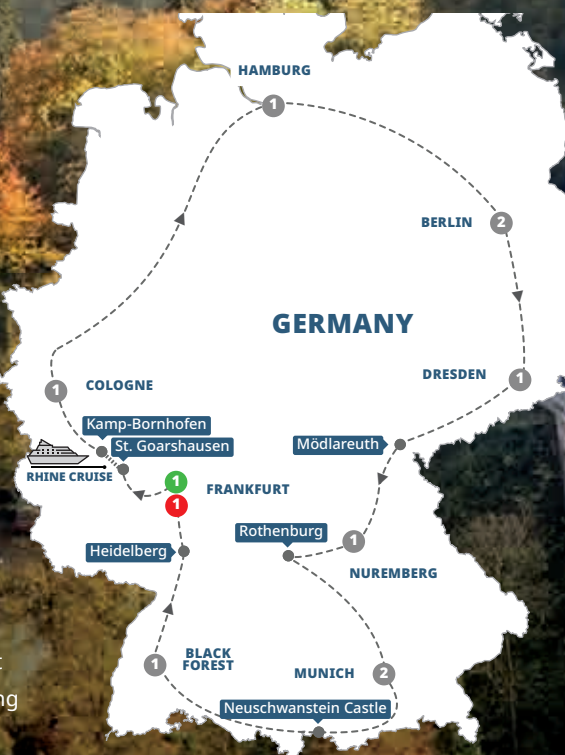 HAMBURG
1
2
BERLIN
GERMANY
DRESDEN
1
1
COLOGNE
Kamp-Bornhofen
St. Goarshausen
RHINE CRUISE
Mödlareuth
1
FRANKFURT
1
Rothenburg
Heidelberg
1
NUREMBERG
BLACK
FOREST
1
MUNICH
2
Neuschwanstein Castle